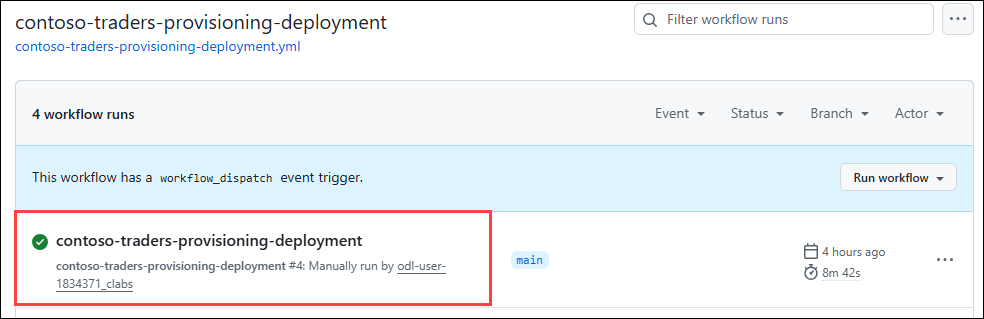 contoso-traders-provisioning-deployment
Filter workflow runs
contoso-traders-provisioning-deployment.yml
4 workflow runs
Event
Status
Branch
Actor
This workflow has a workflow_dispatch event trigger.
Run workflow
contoso-traders-provisioning-deployment
contoso-traders-provisioning-deployment #4: Manually run by odl-user-
1834371_clabs
main
4 hours ago
8m 42s